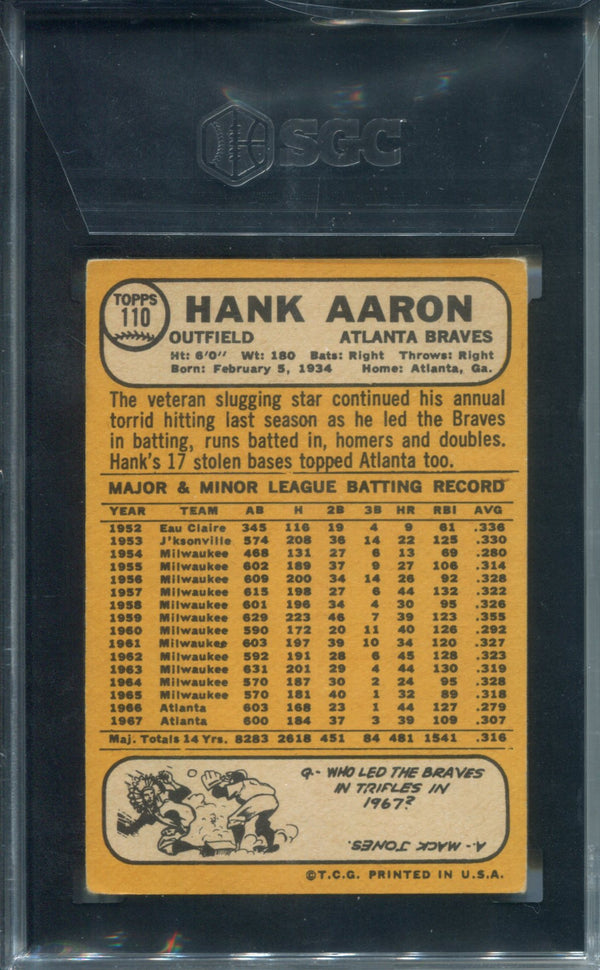 SGC
TOPPS
110
HANK AARON
OUTFIELD ATLANTA BRAVES
Ht: 6'0" Wt: 180 Bats: Right Throws: Right
Born: February 5, 1934 Home: Atlanta, Ga.
The veteran slugging star continued his annual
torrid hitting last season as he led the Braves
in batting, runs batted in, homers and doubles.
Hank's 17 stolen bases topped Atlanta too.
MAJOR & MINOR LEAGUE BATTING RECORD
YEAR TEAM AB H 2B 3B HR RBI AVG
1952 Eau Claire 345 116 19 4 9 61 .336
1953 J'ksonville 574 208 36 14 22 125 .330
1954 Milwaukee 468 131 27 6 13 69 .280
1955 Milwaukee 602 189 37 9 27 106 .314
1956 Milwaukee 609 200 34 14 26 92 .328
1957 Milwaukee 615 198 27 6 44 132 .322
1958 Milwaukee 601 196 34 4 30 95 .326
1959 Milwaukee 629 223 46 7 39 123 .355
1960 Milwaukee 590 172 20 11 40 126 .292
1961 Milwaukee 603 197 39 10 34 120 .327
1962 Milwaukee 592 191 28 6 45 128 .323
1963 Milwaukee 631 201 29 4 44 130 .319
1964 Milwaukee 570 187 30 2 24 95 .328
1965 Milwaukee 570 181 40 1 32 89 .318
1966 Atlanta 603 168 23 1 44 127 .279
1967 Atlanta 600 184 37 3 39 109 .307
Maj. Totals 14 Yrs. 8283 2618 451 84 481 1541 .316
Q.- WHO LED THE BRAVES
IN TRIPLES IN
1967?
A.- MACK JONES.
©T.C.G. PRINTED IN U.S.A.